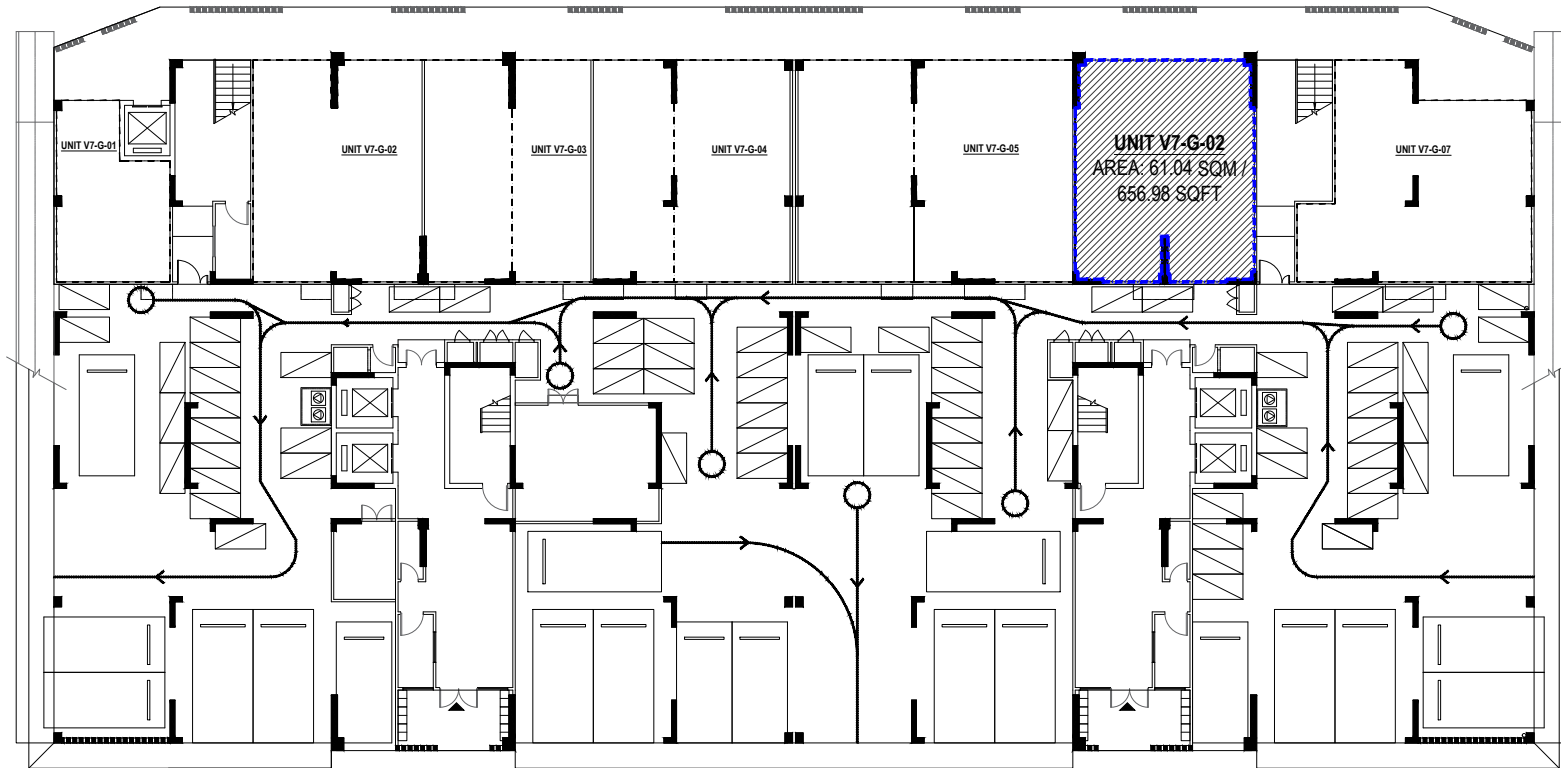 UNIT V7-G-01
UNIT V7-G-02
UNIT V7-G-03
UNIT V7-G-04
UNIT V7-G-05
UNIT V7-G-02
AREA: 61.04 SQM /
656.98 SQFT
UNIT V7-G-07